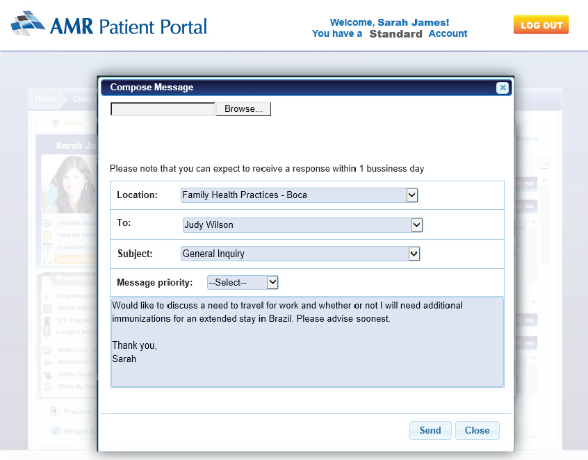 AMR Patient Portal
Welcome, Sarah James!
You have a Standard Account
LOG OUT
Compose Message
Browse...
Please note that you can expect to receive a response within 1 bussiness day
Location: Family Health Practices - Boca
To: Judy Wilson
Subject: General Inquiry
Message priority: --Select--
Would like to discuss a need to travel for work and whether or not I will need additional
immunizations for an extended stay in Brazil. Please advise soonest.
Thank you,
Sarah
Send Close
Home
Sarah Ja